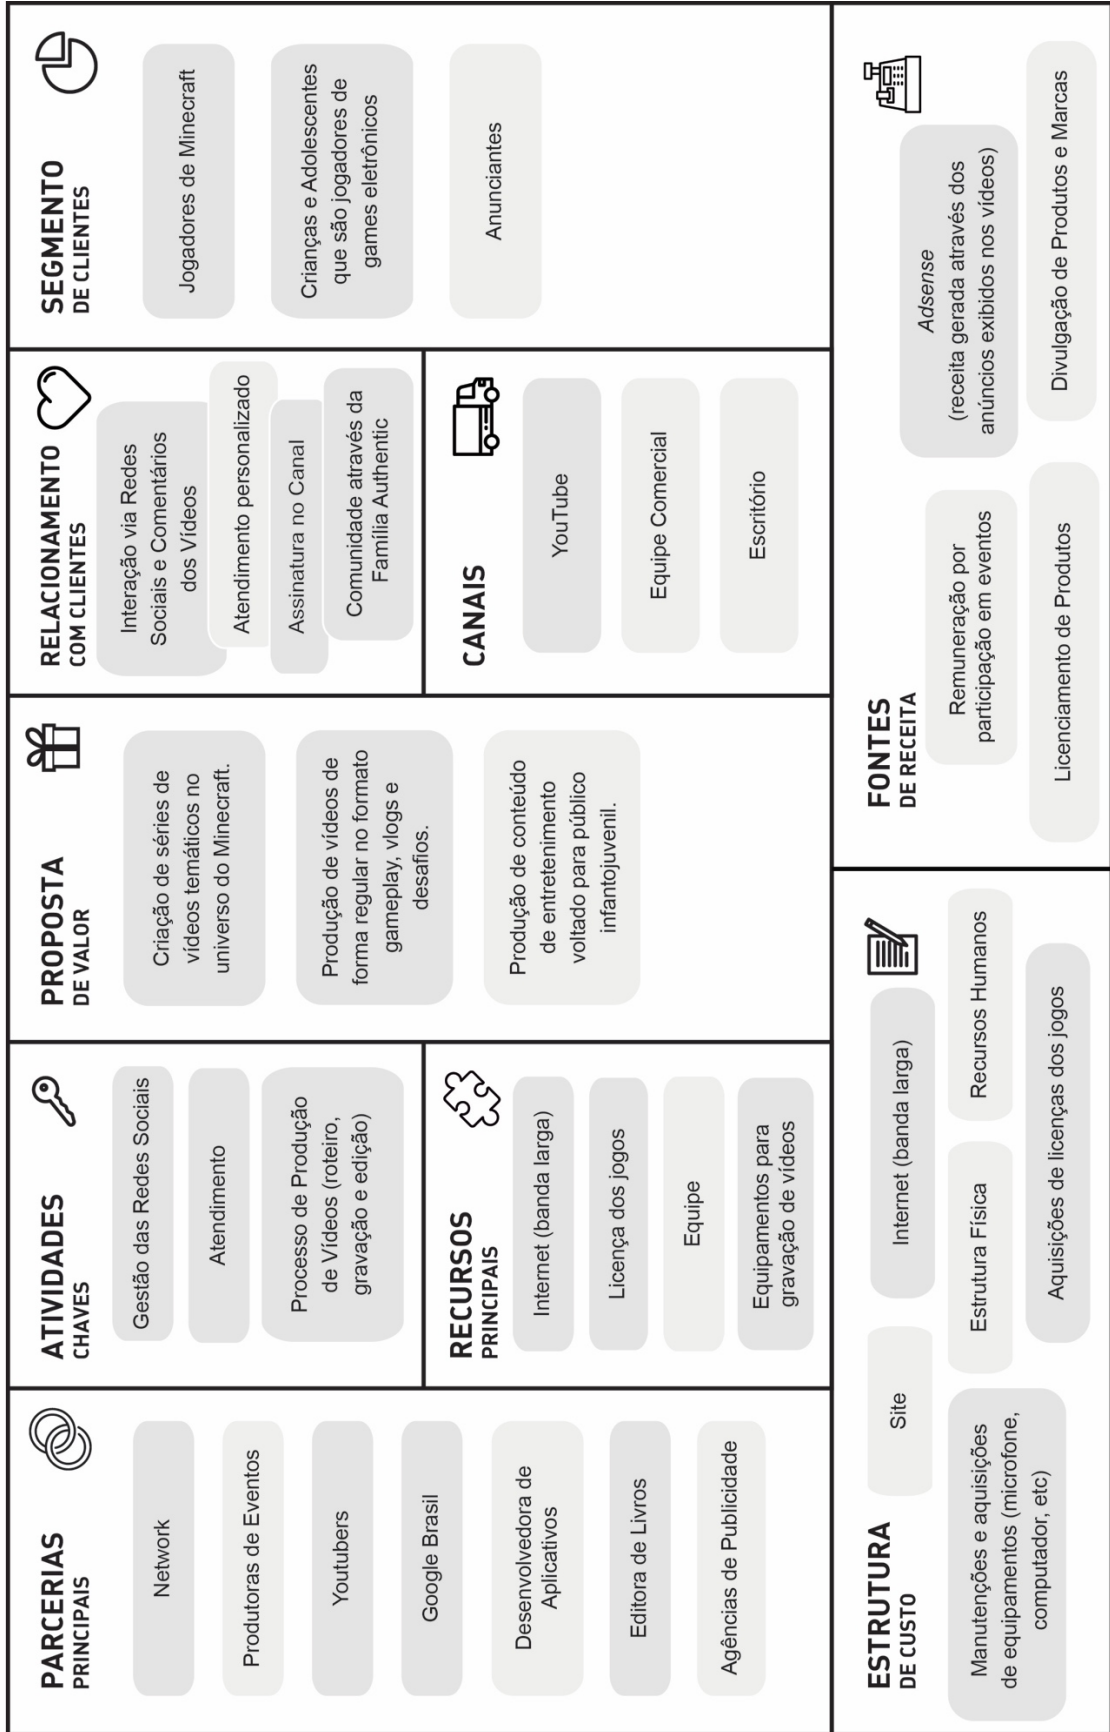 PARCERIAS
PRINCIPAIS
Network
Produtoras de Eventos
Youtubers
Google Brasil
Desenvolvedora de
Aplicativos
Editora de Livros
Agências de Publicidade
ATIVIDADES
CHAVES
Gestão das Redes Sociais
Atendimento
Processo de Produção
de Vídeos (roteiro,
gravação e edição)
RECURSOS
PRINCIPAIS
Internet (banda larga)
Licença dos jogos
Equipe
Equipamentos para
gravação de vídeos
PROPOSTA
DE VALOR
Criação de séries de
vídeos temáticos no
universo do Minecraft.
Produção de vídeos de
forma regular no formato
gameplay, vlogs e
desafios.
Produção de conteúdo
de entretenimento
voltado para público
infantojuvenil.
RELACIONAMENTO
COM CLIENTES
Interação via Redes
Sociais e Comentários
dos Vídeos
Atendimento personalizado
Assinatura no Canal
Comunidade através da
Família Authentic
CANAIS
YouTube
Equipe Comercial
Escritório
SEGMENTO
DE CLIENTES
Jogadores de Minecraft
Crianças e Adolescentes
que são jogadores de
games eletrônicos
Anunciantes
ESTRUTURA
DE CUSTO
Site
Internet (banda larga)
Manutenções e aquisições
de equipamentos (microfone,
computador, etc)
Estrutura Física
Recursos Humanos
Aquisições de licenças dos jogos
FONTES
DE RECEITA
Remuneração por
participação em eventos
Adsense
(receita gerada através dos
anúncios exibidos nos vídeos)
Licenciamento de Produtos
Divulgação de Produtos e Marcas